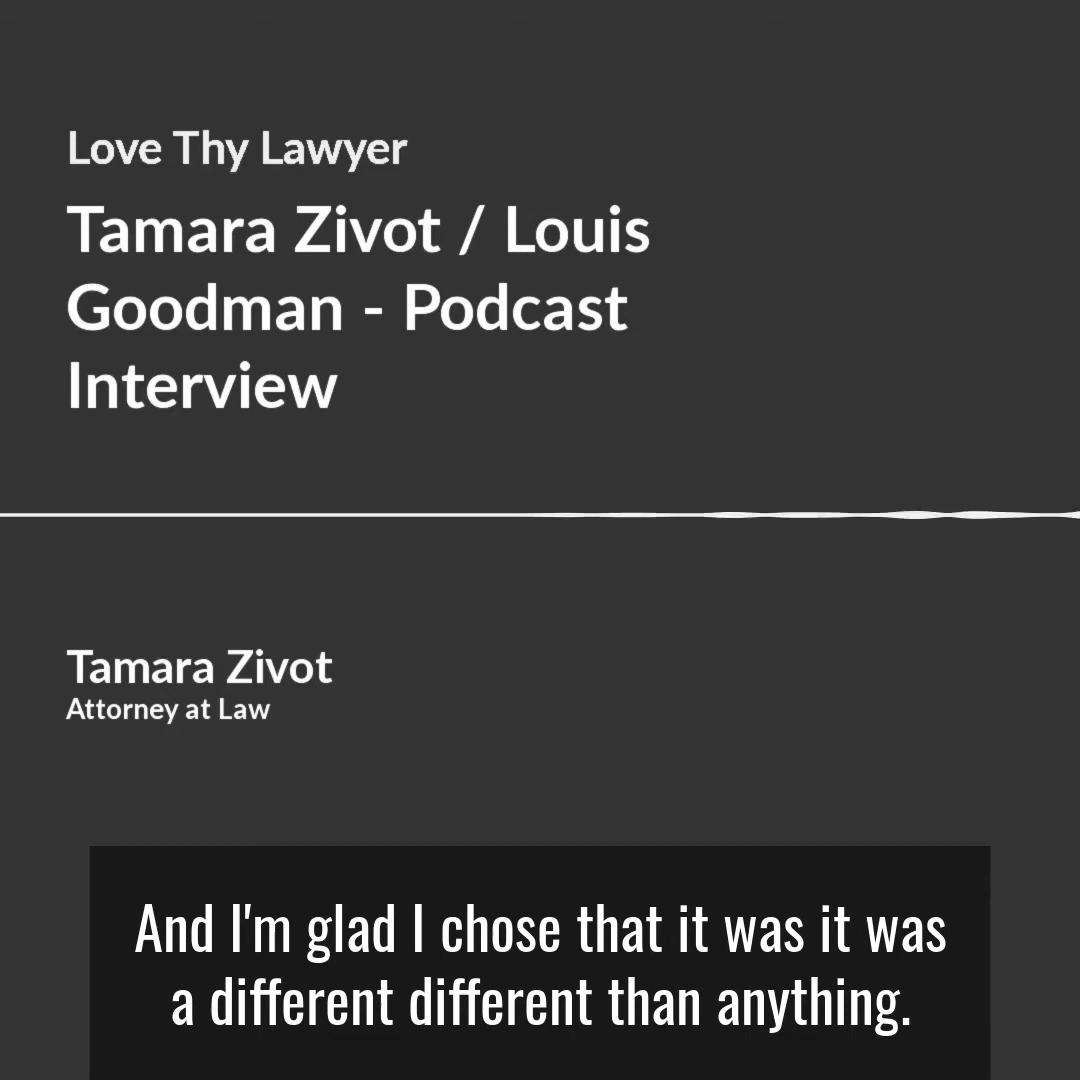 Love Thy Lawyer
Tamara Zivot / Louis
Goodman - Podcast
Interview
Tamara Zivot
Attorney at Law
And I'm glad I chose that it was it was
a different different than anything.